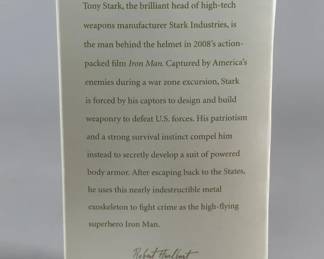 Tony Stark, the brilliant head of high-tech
weapons manufacturer Stark Industries, is
the man behind the helmet in 2008's action-
packed film Iron Man. Captured by America's
enemies during a war zone excursion, Stark
is forced by his captors to design and build
weaponry to defeat U.S. forces. His patriotism
and a strong survival instinct compel him
instead to secretly develop a suit of powered
body armor. After escaping back to the States,
he uses this nearly indestructible metal
exoskeleton to fight crime as the high-flying
superhero Iron Man.
Robert